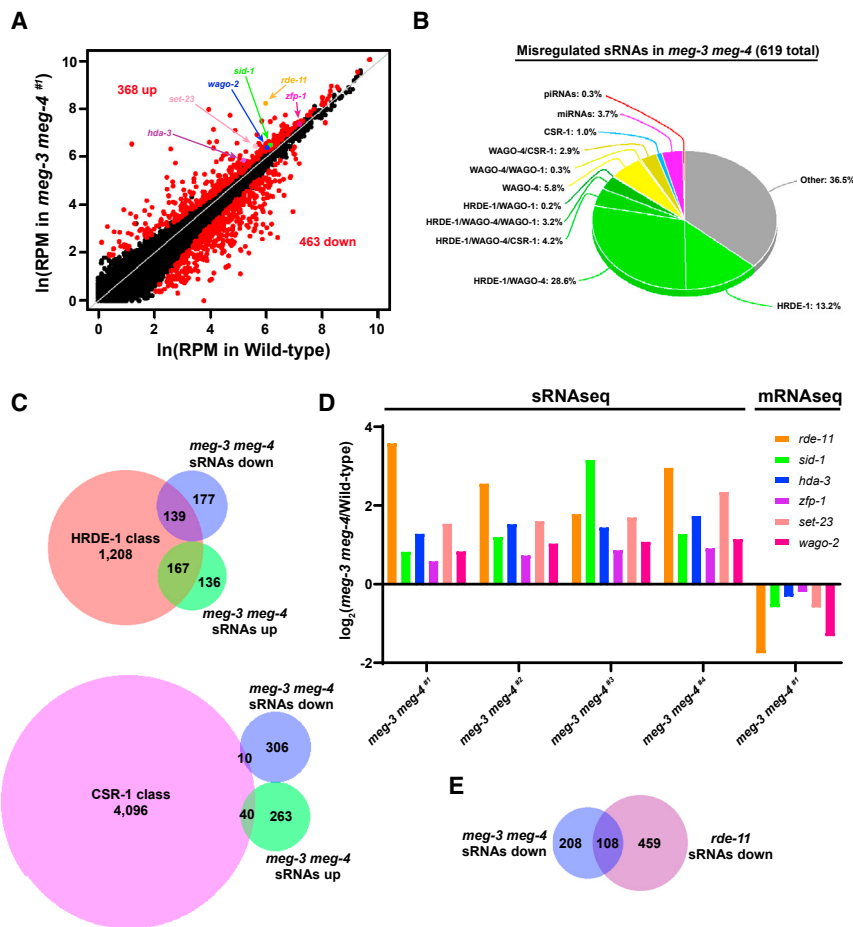 A
ln(RPM in meg-3 meg-4 #1)
10
8
6
4
2
0
368 up
463 down
set-23
hda-3
wago-2
sid-1
rde-11
zfp-1
0
2
4
6
8
10
ln(RPM in Wild-type)
B
Misregulated sRNAs in meg-3 meg-4 (619 total)
piRNAs: 0.3%
miRNAs: 3.7%
CSR-1: 1.0%
WAGO-4/CSR-1: 2.9%
WAGO-4/WAGO-1: 0.3%
WAGO-4: 5.8%
HRDE-1/WAGO-1: 0.2%
HRDE-1/WAGO-4/WAGO-1: 3.2%
HRDE-1/WAGO-4/CSR-1: 4.2%
HRDE-1/WAGO-4: 28.6%
HRDE-1: 13.2%
Other: 36.5%
C
meg-3 meg-4
sRNAs down
177
139
HRDE-1 class
1,208
167
136
meg-3 meg-4
sRNAs up
meg-3 meg-4
sRNAs down
306
10
CSR-1 class
4,096
40
263
meg-3 meg-4
sRNAs up
D
sRNAseq
mRNAseq
log2(meg-3 meg-4/Wild-type)
4
2
0
-2
rde-11
sid-1
hda-3
zfp-1
set-23
wago-2
meg-3 meg-4 #1
meg-3 meg-4 #2
meg-3 meg-4 #3
meg-3 meg-4 #4
meg-3 meg-4 #1
E
meg-3 meg-4
sRNAs down
208
108
459
rde-11
sRNAs down